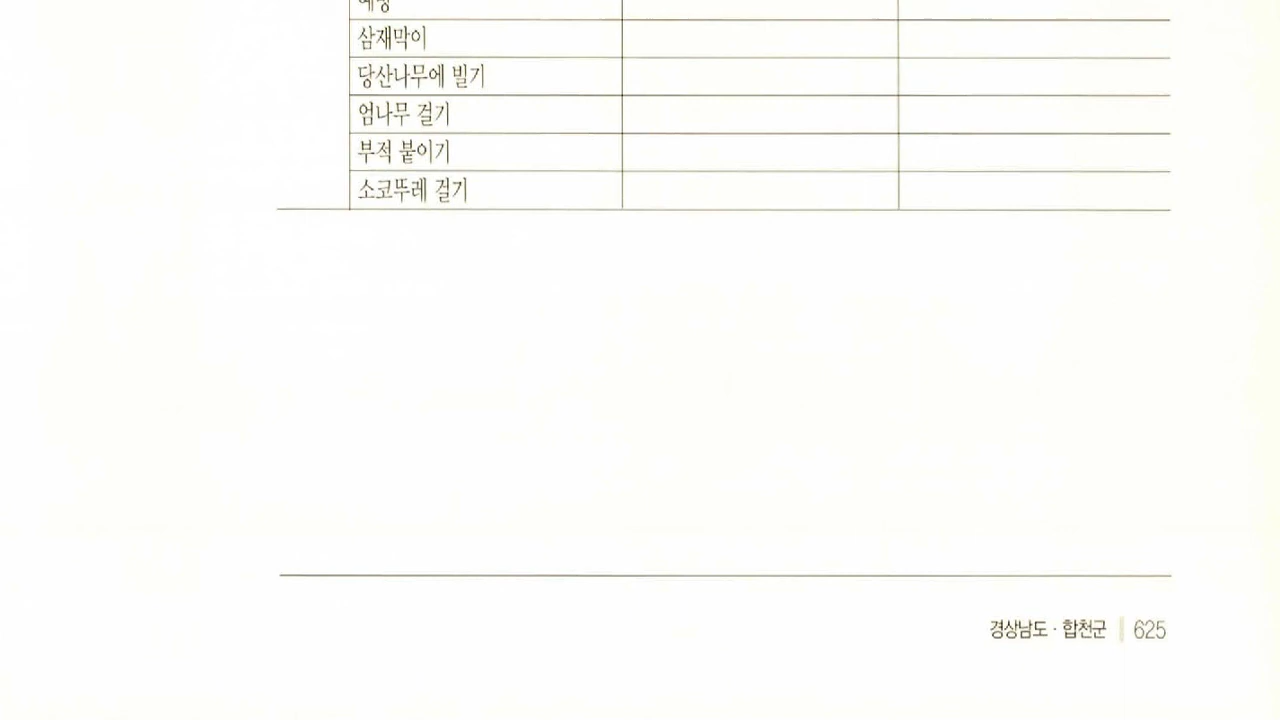 삼재막이
당산나무에 빌기
엄나무 걸기
부적 붙이기
소코뚜레 걸기
경상남도 · 합천군 | 625